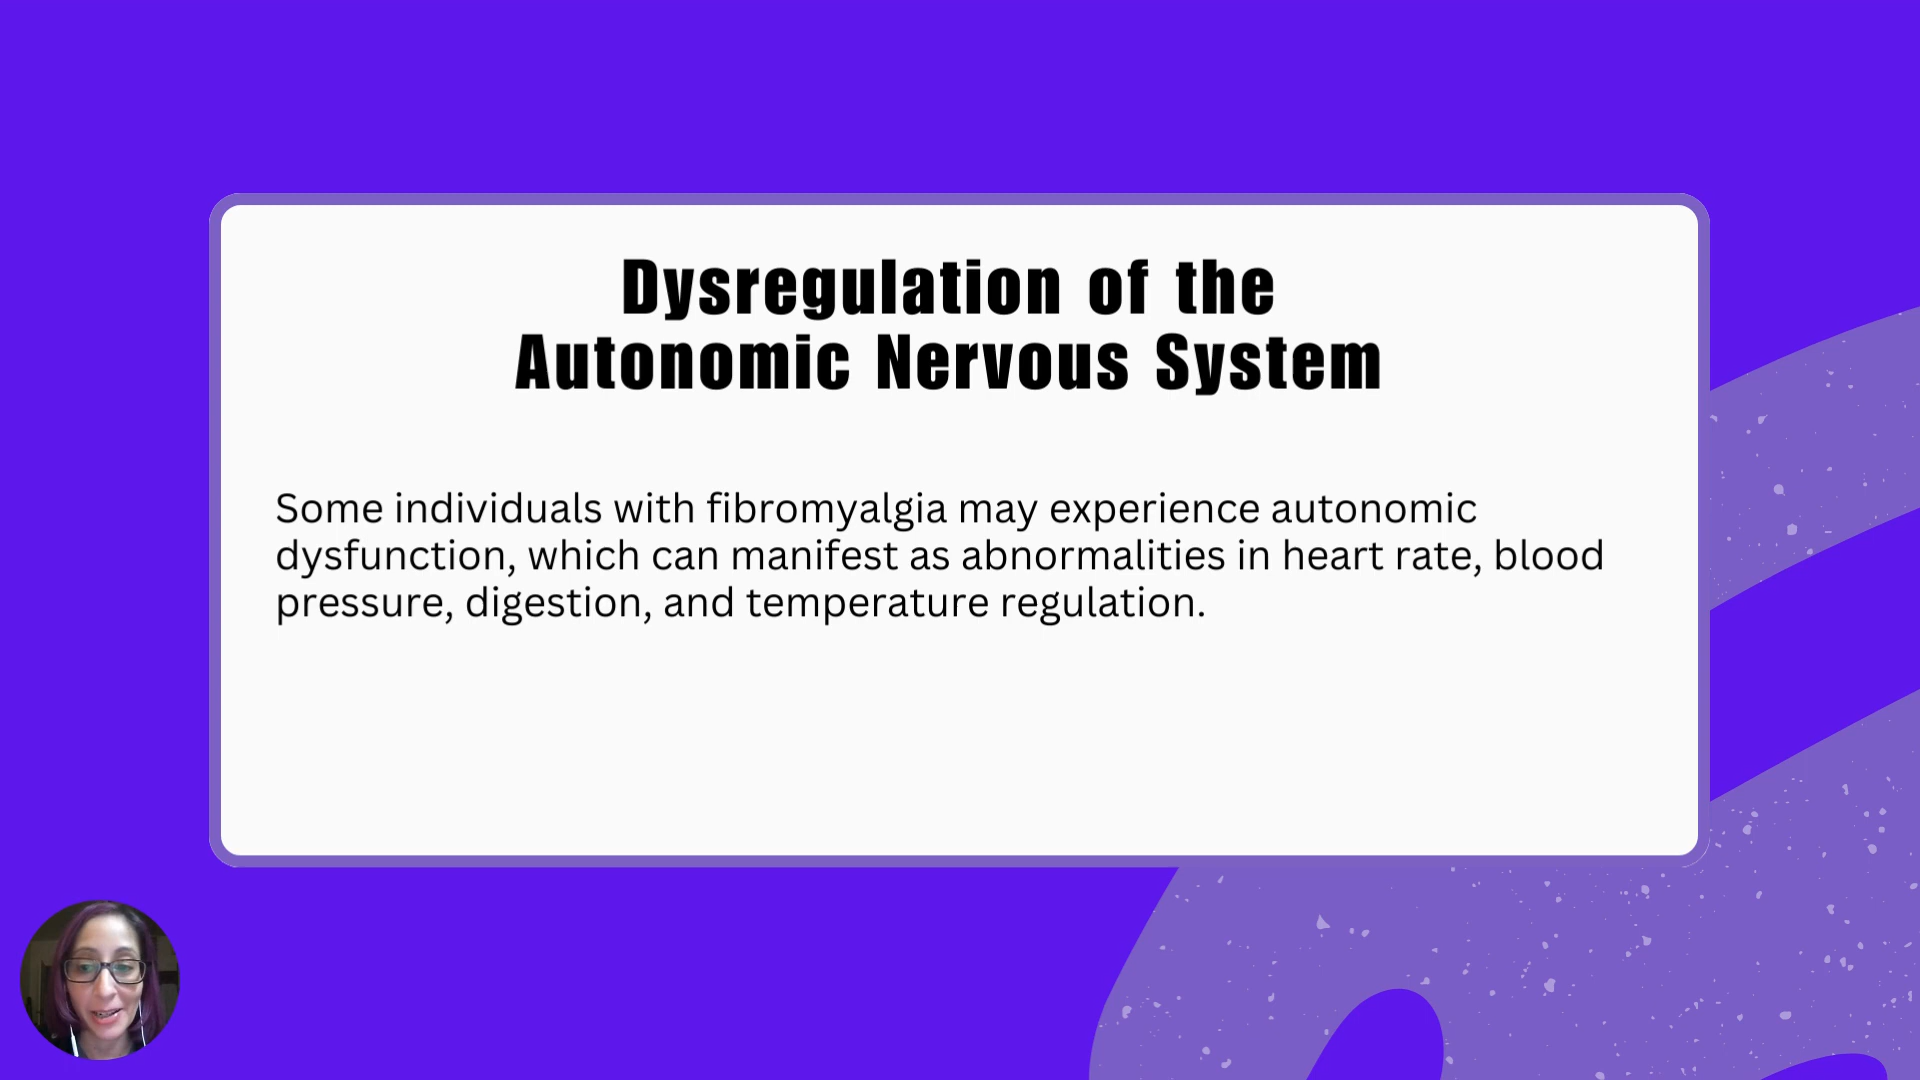 Dysregulation of the
Autonomic Nervous System
Some individuals with fibromyalgia may experience autonomic
dysfunction, which can manifest as abnormalities in heart rate, blood
pressure, digestion, and temperature regulation.